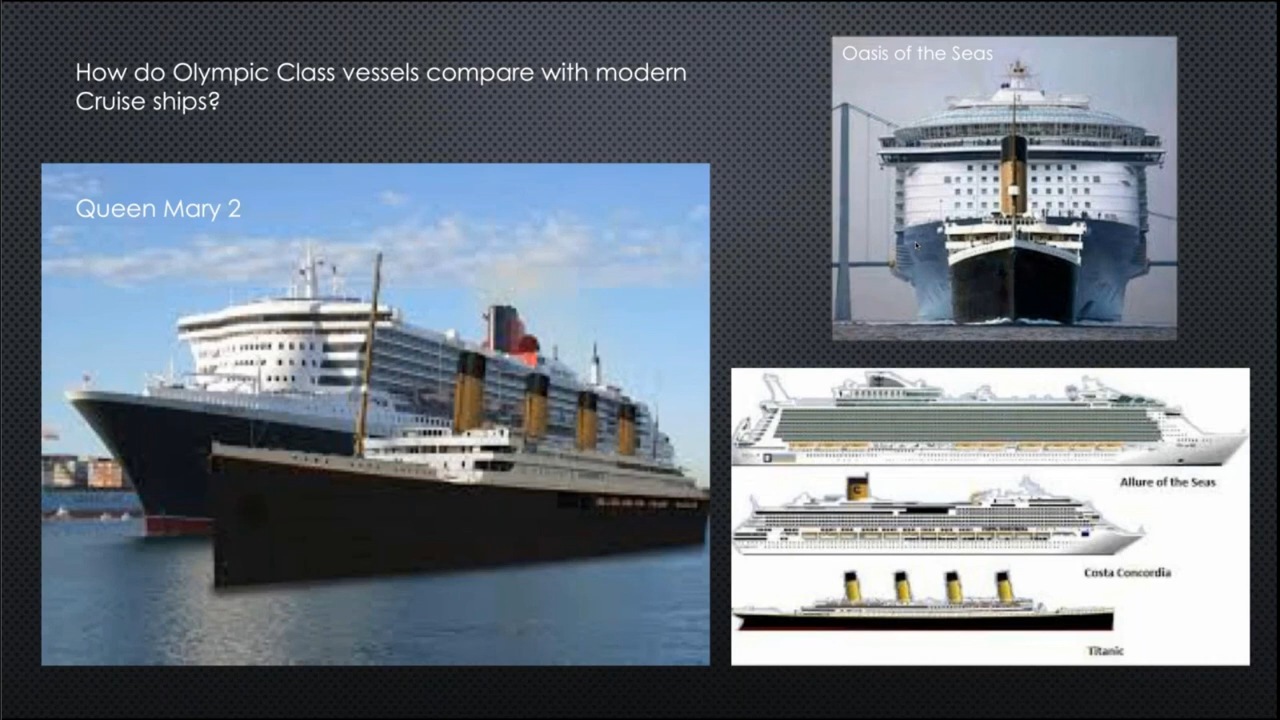 How do Olympic Class vessels compare with modern
Cruise ships?
Oasis of the Seas
Queen Mary 2
Allure of the Seas
C
Costa Concordia
Titanic